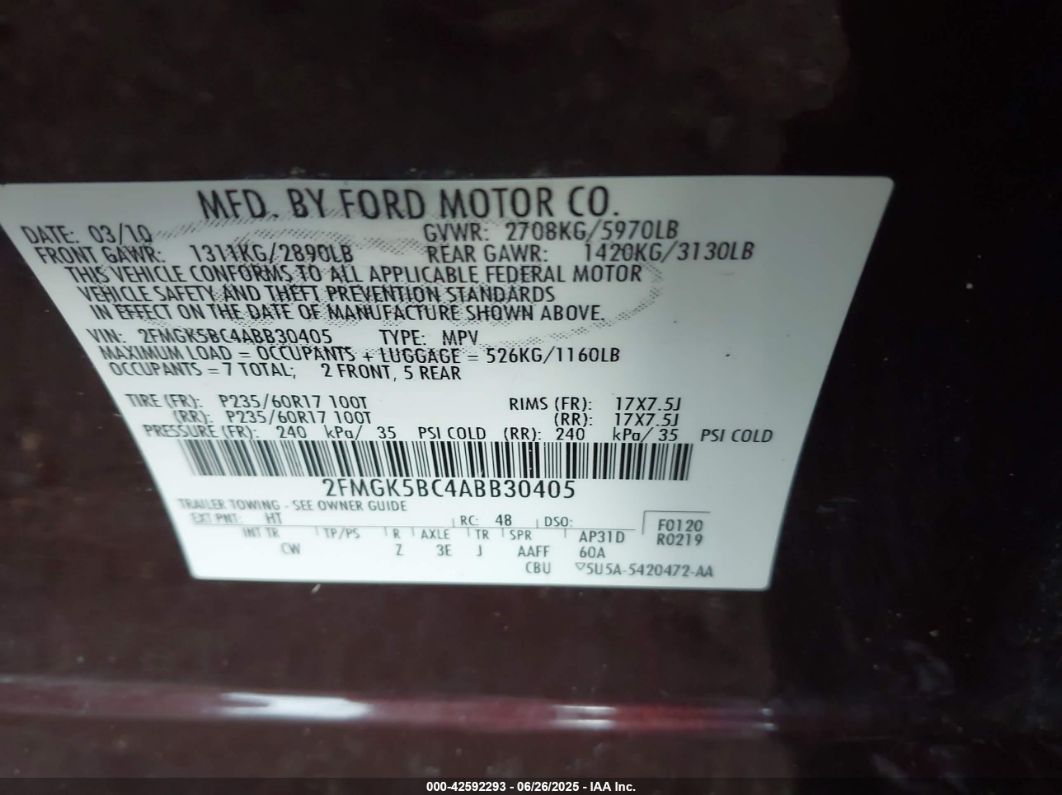 MFD. BY FORD MOTOR CO.
DATE: 03/10 GVWR: 2708KG/5970LB
FRONT GAWR: 1311KG/2890LB REAR GAWR: 1420KG/3130LB
THIS VEHICLE CONFORMS TO ALL APPLICABLE FEDERAL MOTOR
VEHICLE SAFETY AND THEFT PREVENTION STANDARDS
IN EFFECT ON THE DATE OF MANUFACTURE SHOWN ABOVE.
VIN: 2FMGK5BC4ABB30405 TYPE: MPV
MAXIMUM LOAD = OCCUPANTS + LUGGAGE = 526KG/1160LB
OCCUPANTS = 7 TOTAL; 2 FRONT, 5 REAR
TIRE (FR): P235/60R17 100T RIMS (FR): 17X7.5J
(RR): P235/60R17 100T (RR): 17X7.5J
PRESSURE (FR): 240 kPa/ 35 PSI COLD (RR): 240 kPa/ 35 PSI COLD
2FMGK5BC4ABB30405
TRAILER TOWING - SEE OWNER GUIDE
EXT PNT: HT RC: 48 DSO: F0120
INT TR TP/PS R AXLE TR SPR AP31D R0219
CW Z 3E J AAFF 60A
CBU ▽5U5A-5420472-AA
000-42592293 - 06/26/2025 - IAA Inc.